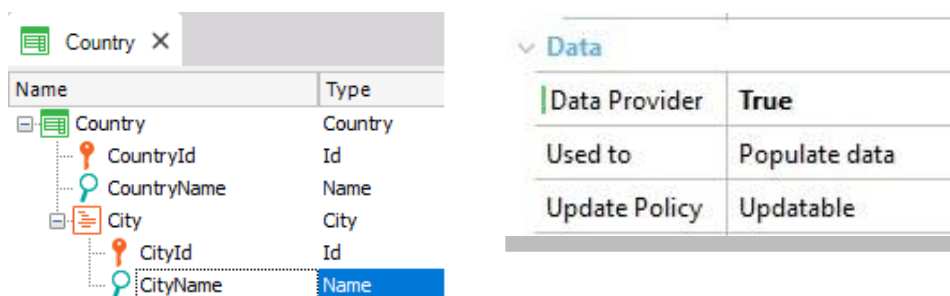 Country
Name Type
Country Country
CountryId Id
CountryName Name
City City
CityId Id
CityName Name
Data
Data Provider True
Used to Populate data
Update Policy Updatable